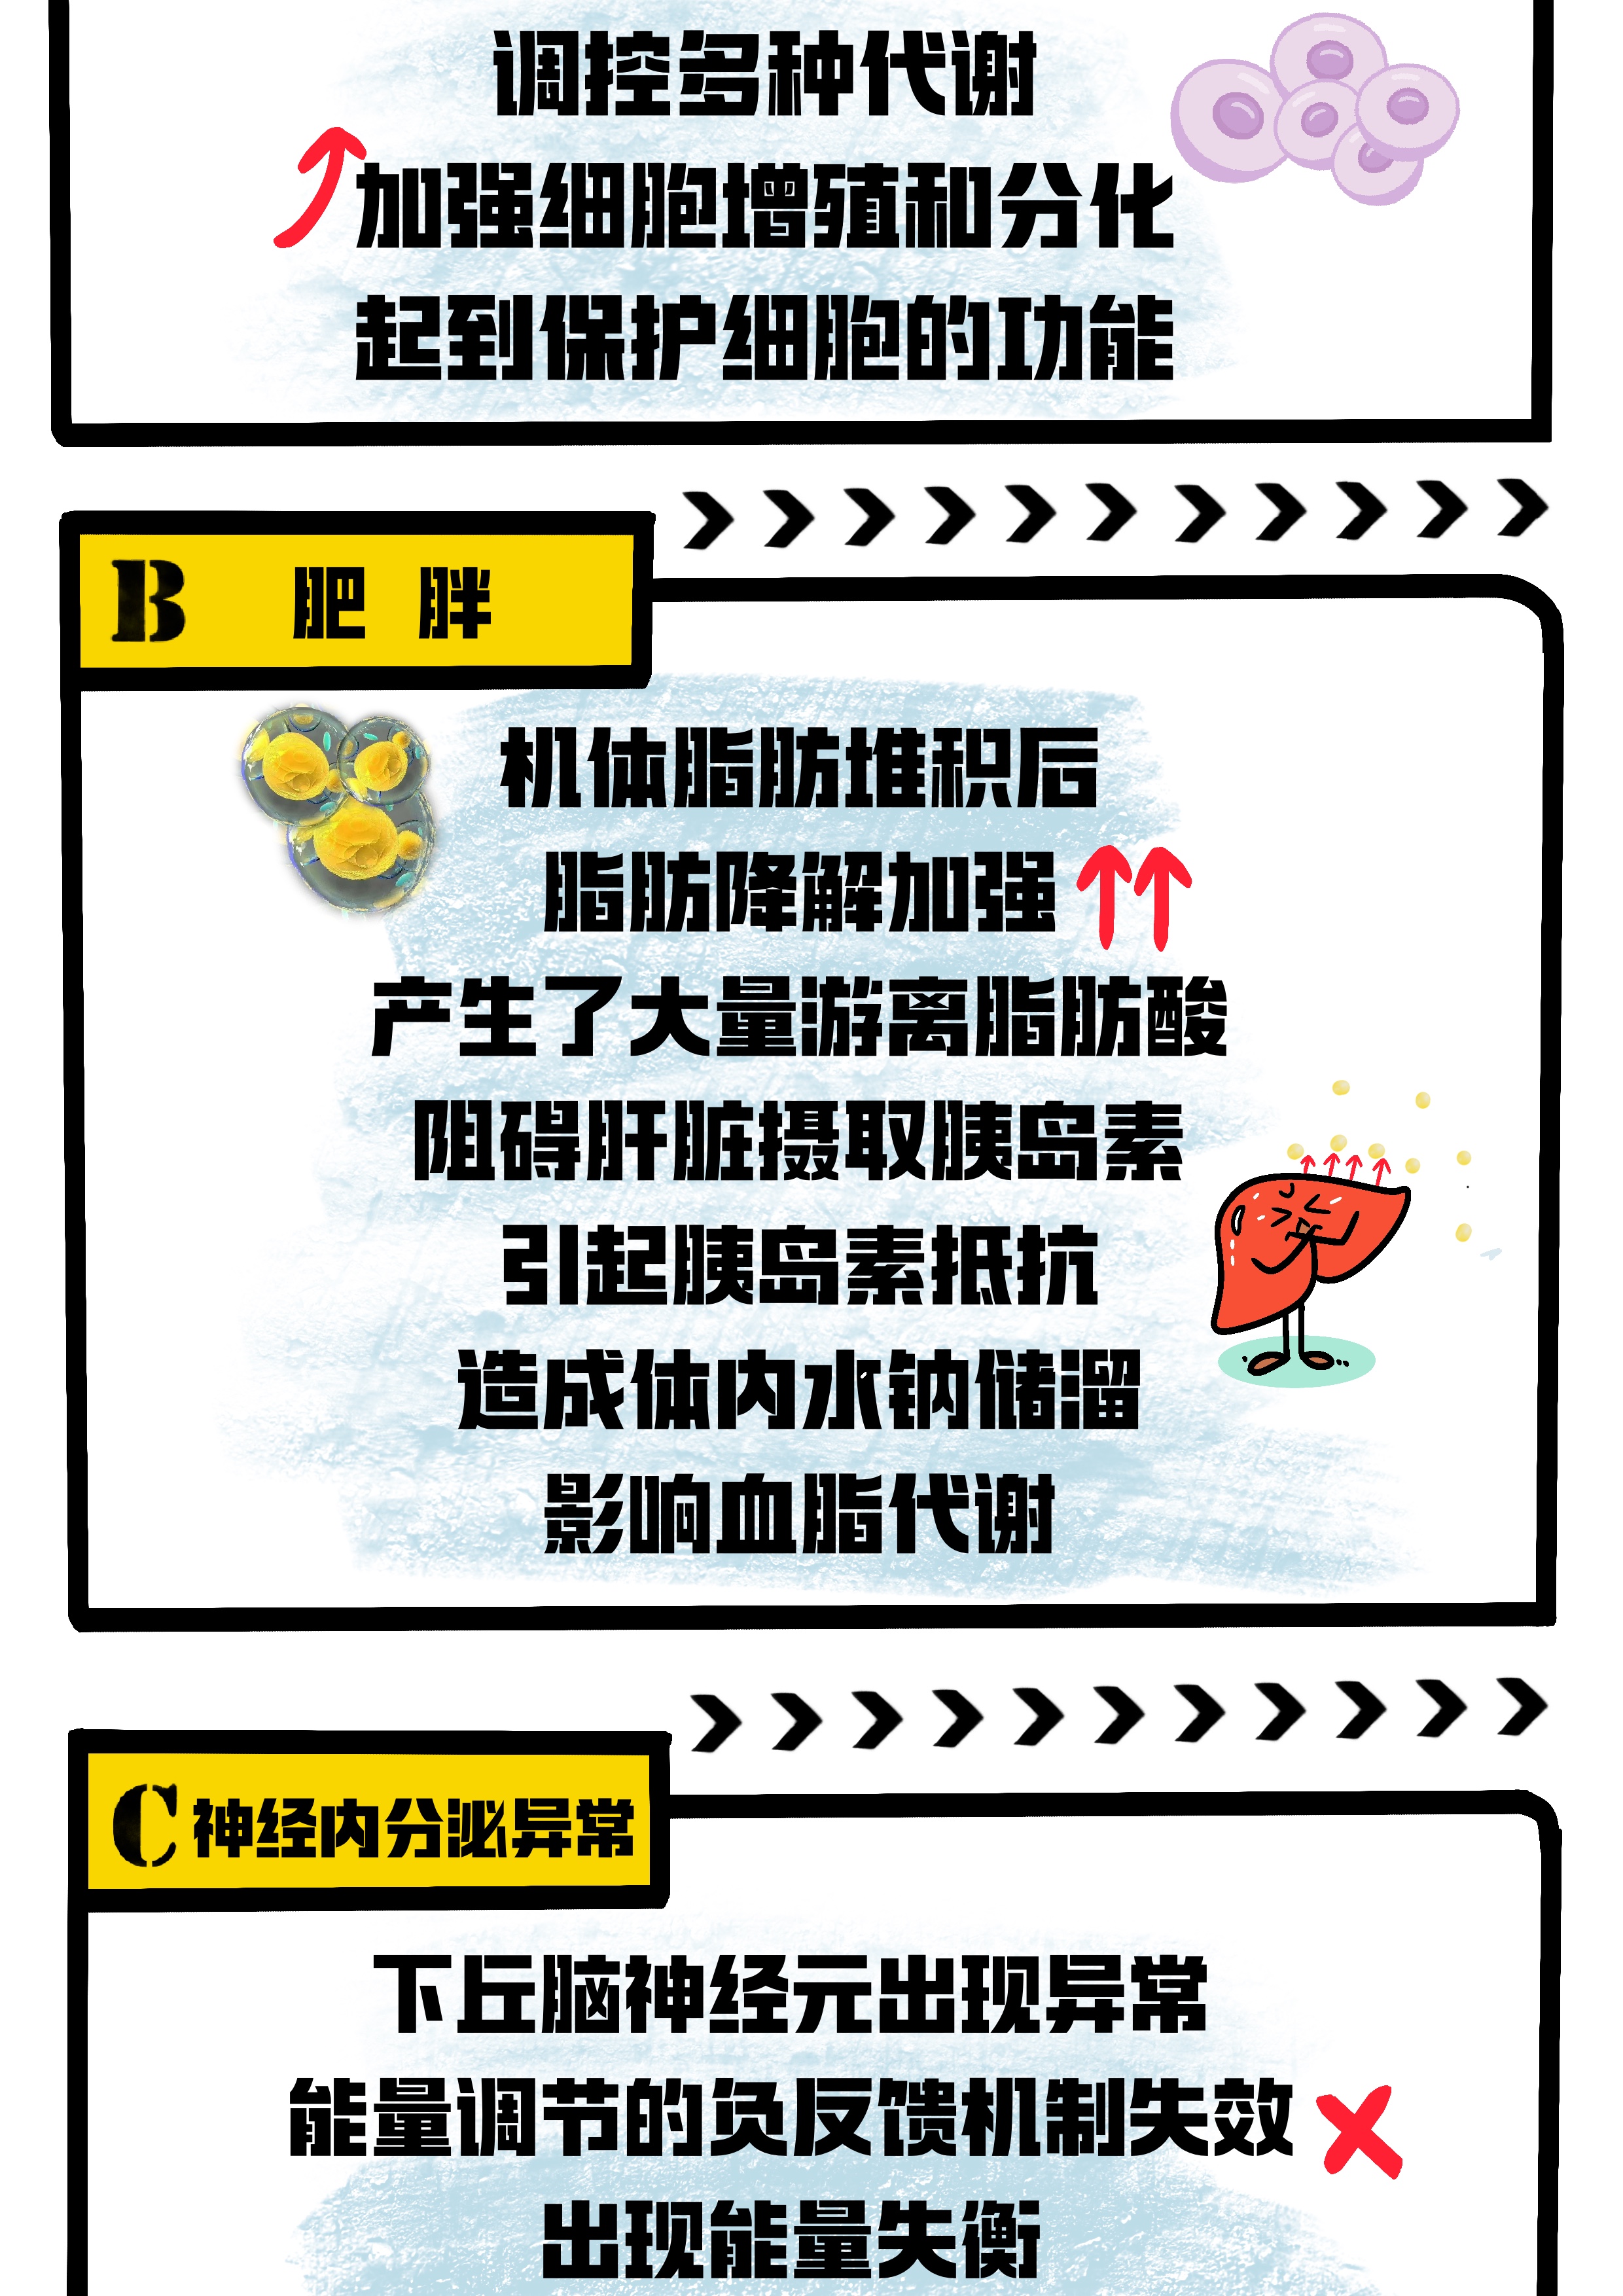 调控多种代谢
加强细胞增殖和分化
起到保护细胞的功能
B 肥 胖
机体脂肪堆积后
脂肪降解加强
产生了大量游离脂肪酸
阻碍肝脏摄取胰岛素
引起胰岛素抵抗
造成体内水钠储溜
影响血脂代谢
C 神经内分泌异常
下丘脑神经元出现异常
能量调节的负反馈机制失效
出现能量失衡